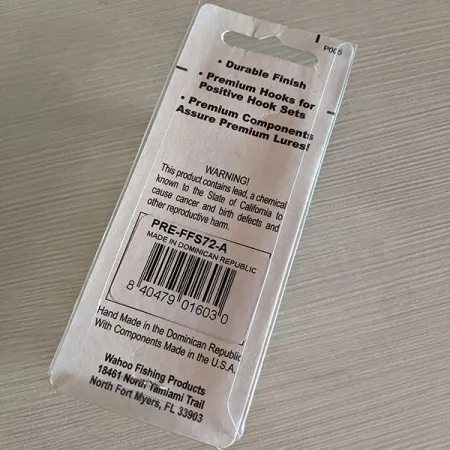 P005
• Durable Finish
• Premium Hooks for
Positive Hook Sets
• Premium Components
Assure Premium Lures!
WARNING!
This product contains lead, a chemical
known to the State of California to
cause cancer and birth defects and
other reproductive harm.
PRE-FFS72-A
MADE IN DOMINICAN REPUBLIC
8 40479 01603 0
Hand Made in the Dominican Republic
With Components Made in the U.S.A.
Wahoo Fishing Products
18461 North Tamiami Trail
North Fort Myers, FL 33903